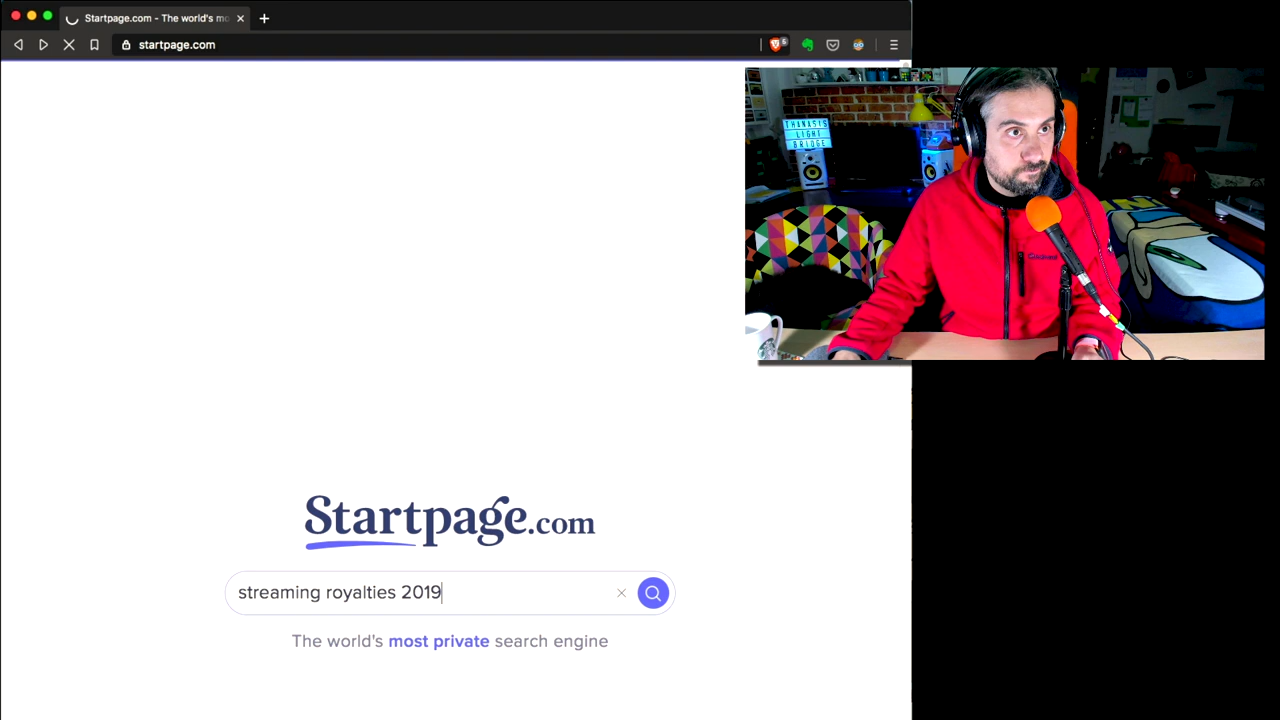 Startpage.com - The world's mo
startpage.com
THANASIS
LIGHT
BRIDGE
Startpage.com
streaming royalties 2019
The world's most private search engine